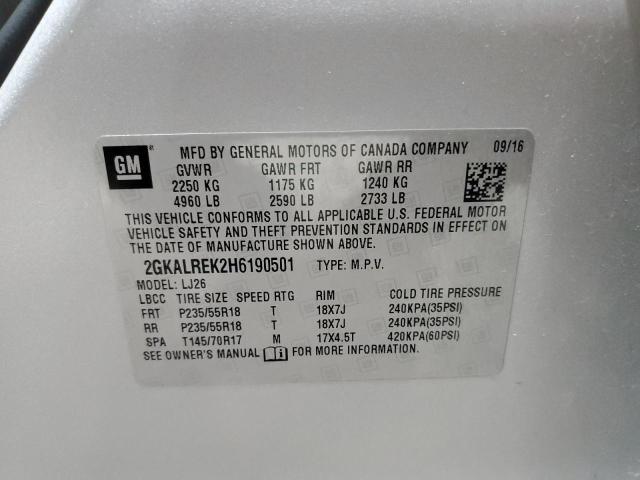 GM
MFD BY GENERAL MOTORS OF CANADA COMPANY 09/16
GVWR GAWR FRT GAWR RR
2250 KG 1175 KG 1240 KG
4960 LB 2590 LB 2733 LB
THIS VEHICLE CONFORMS TO ALL APPLICABLE U.S. FEDERAL MOTOR
VEHICLE SAFETY AND THEFT PREVENTION STANDARDS IN EFFECT ON
THE DATE OF MANUFACTURE SHOWN ABOVE.
2GKALREK2H6190501 TYPE: M.P.V.
MODEL: LJ26
LBCC TIRE SIZE SPEED RTG RIM COLD TIRE PRESSURE
FRT P235/55R18 T 18X7J 240KPA(35PSI)
RR P235/55R18 T 18X7J 240KPA(35PSI)
SPA T145/70R17 M 17X4.5T 420KPA(60PSI)
SEE OWNER'S MANUAL FOR MORE INFORMATION.